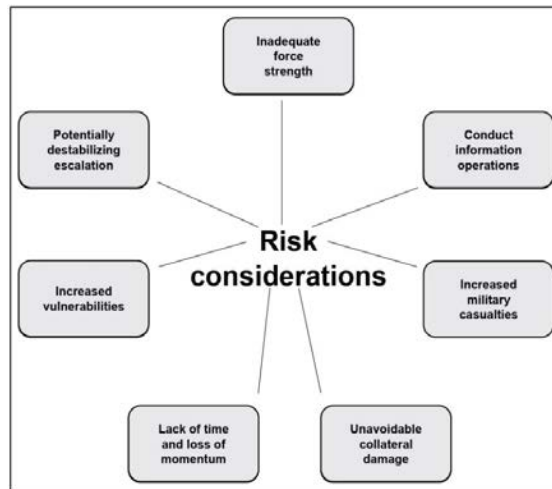 Inadequate
force
strength
Potentially
destabilizing
escalation
Conduct
information
operations
Risk
considerations
Increased
vulnerabilities
Increased
military
casualties
Lack of time
and loss of
momentum
Unavoidable
collateral
damage